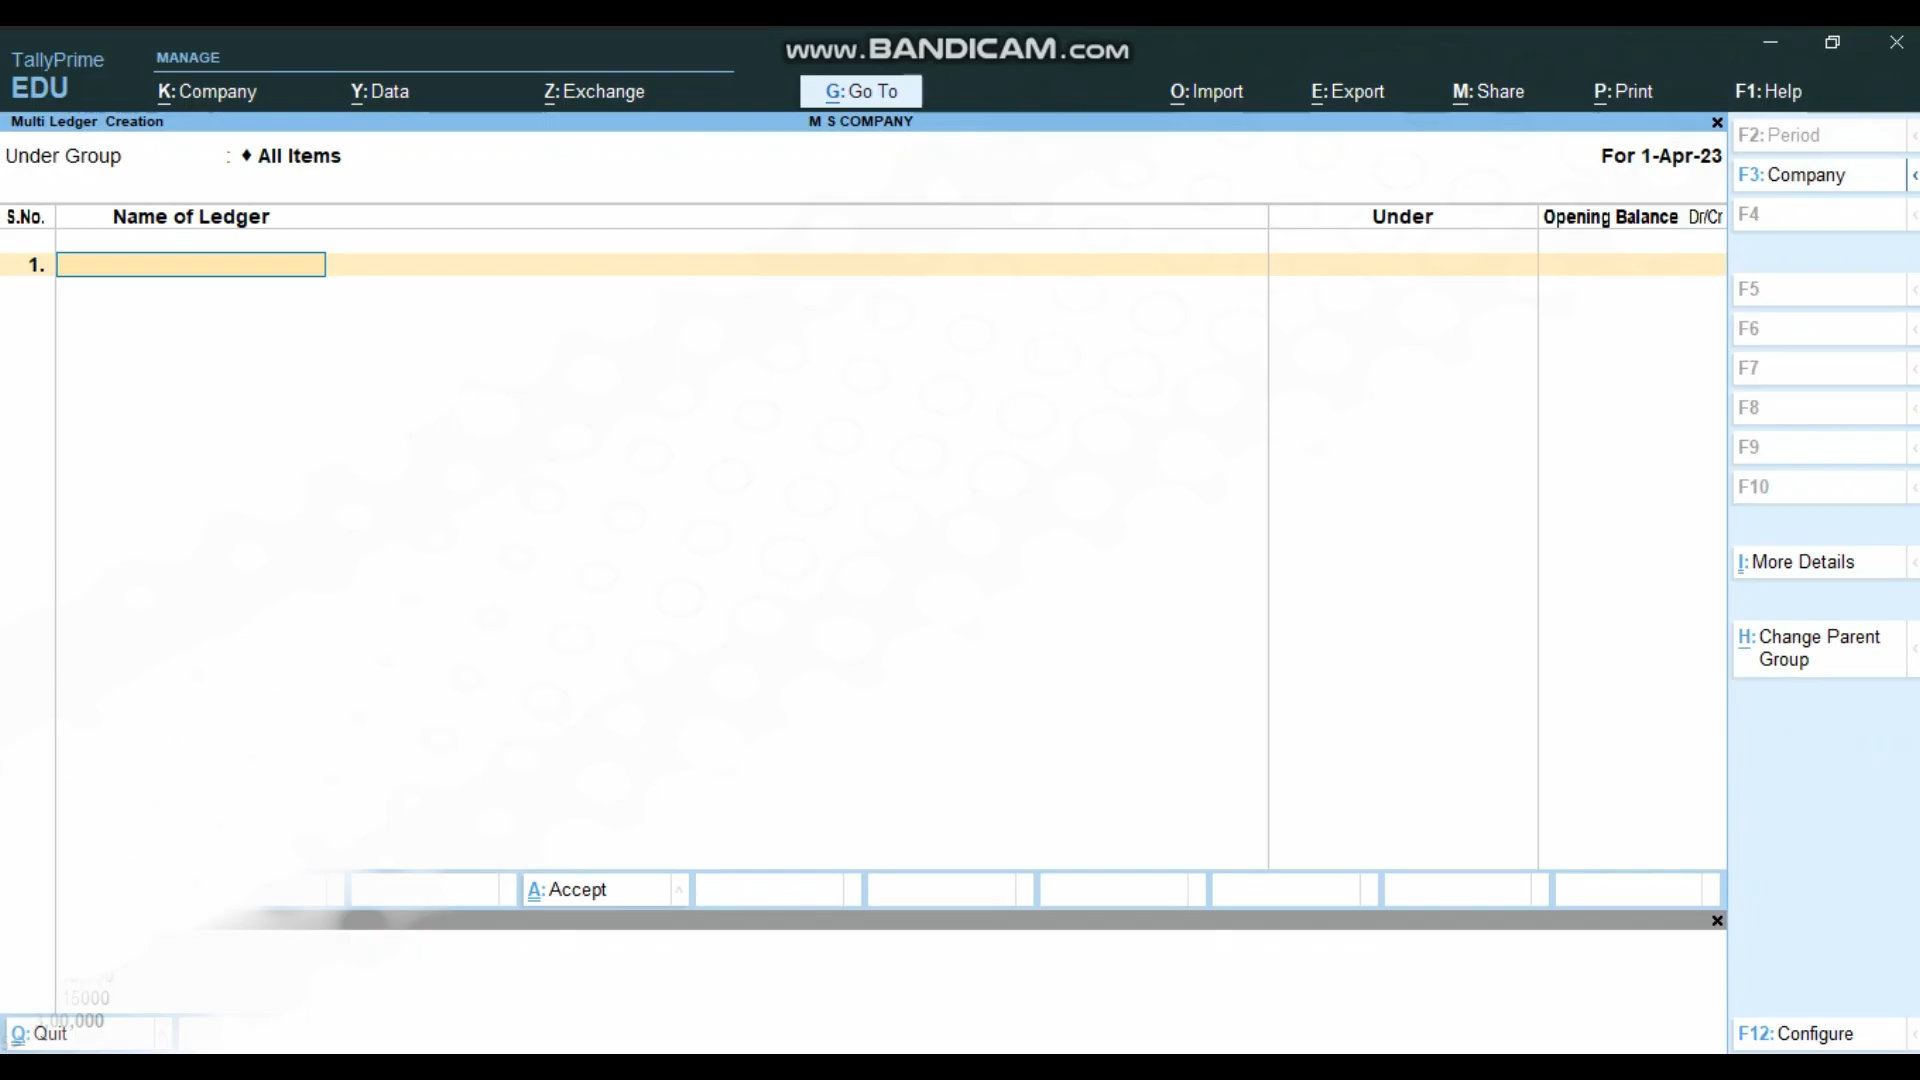 www.BANDICAM.com
TallyPrime
EDU
MANAGE
K: Company
Y: Data
Z: Exchange
G: Go To
O: Import
E: Export
M: Share
P: Print
F1: Help
Multi Ledger Creation
M S COMPANY
Under Group : ♦ All Items
For 1-Apr-23
S.No.
Name of Ledger
Under
Opening Balance Dr/Cr
1.
F2: Period
F3: Company
F4
F5
F6
F7
F8
F9
F10
I: More Details
H: Change Parent
Group
A: Accept
15000
00,000
Q: Quit
F12: Configure